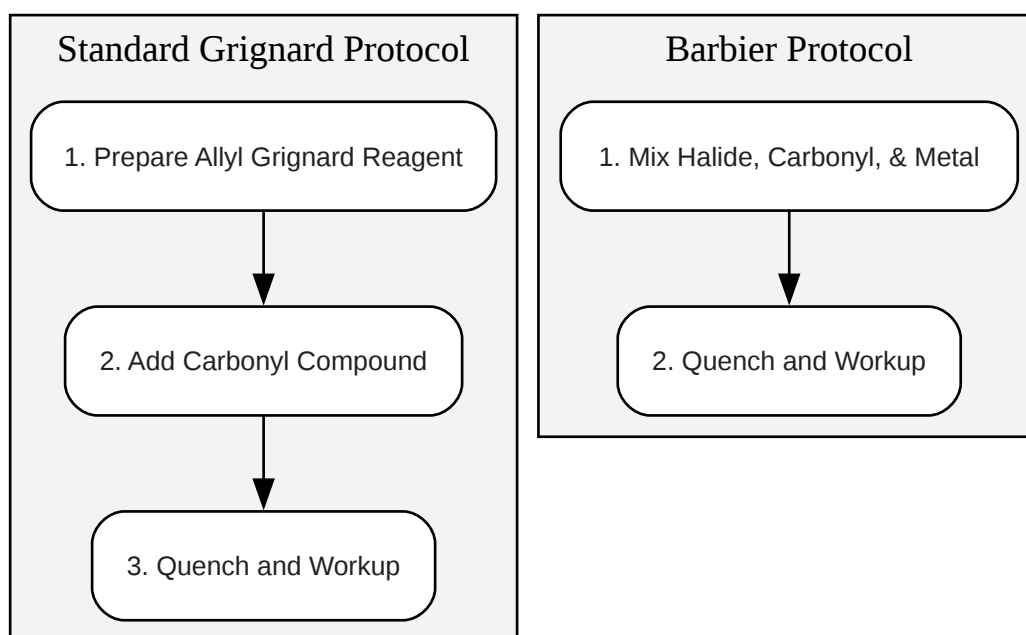 Standard Grignard Protocol
1. Prepare Allyl Grignard Reagent
2. Add Carbonyl Compound
3. Quench and Workup
Barbier Protocol
1. Mix Halide, Carbonyl, & Metal
2. Quench and Workup